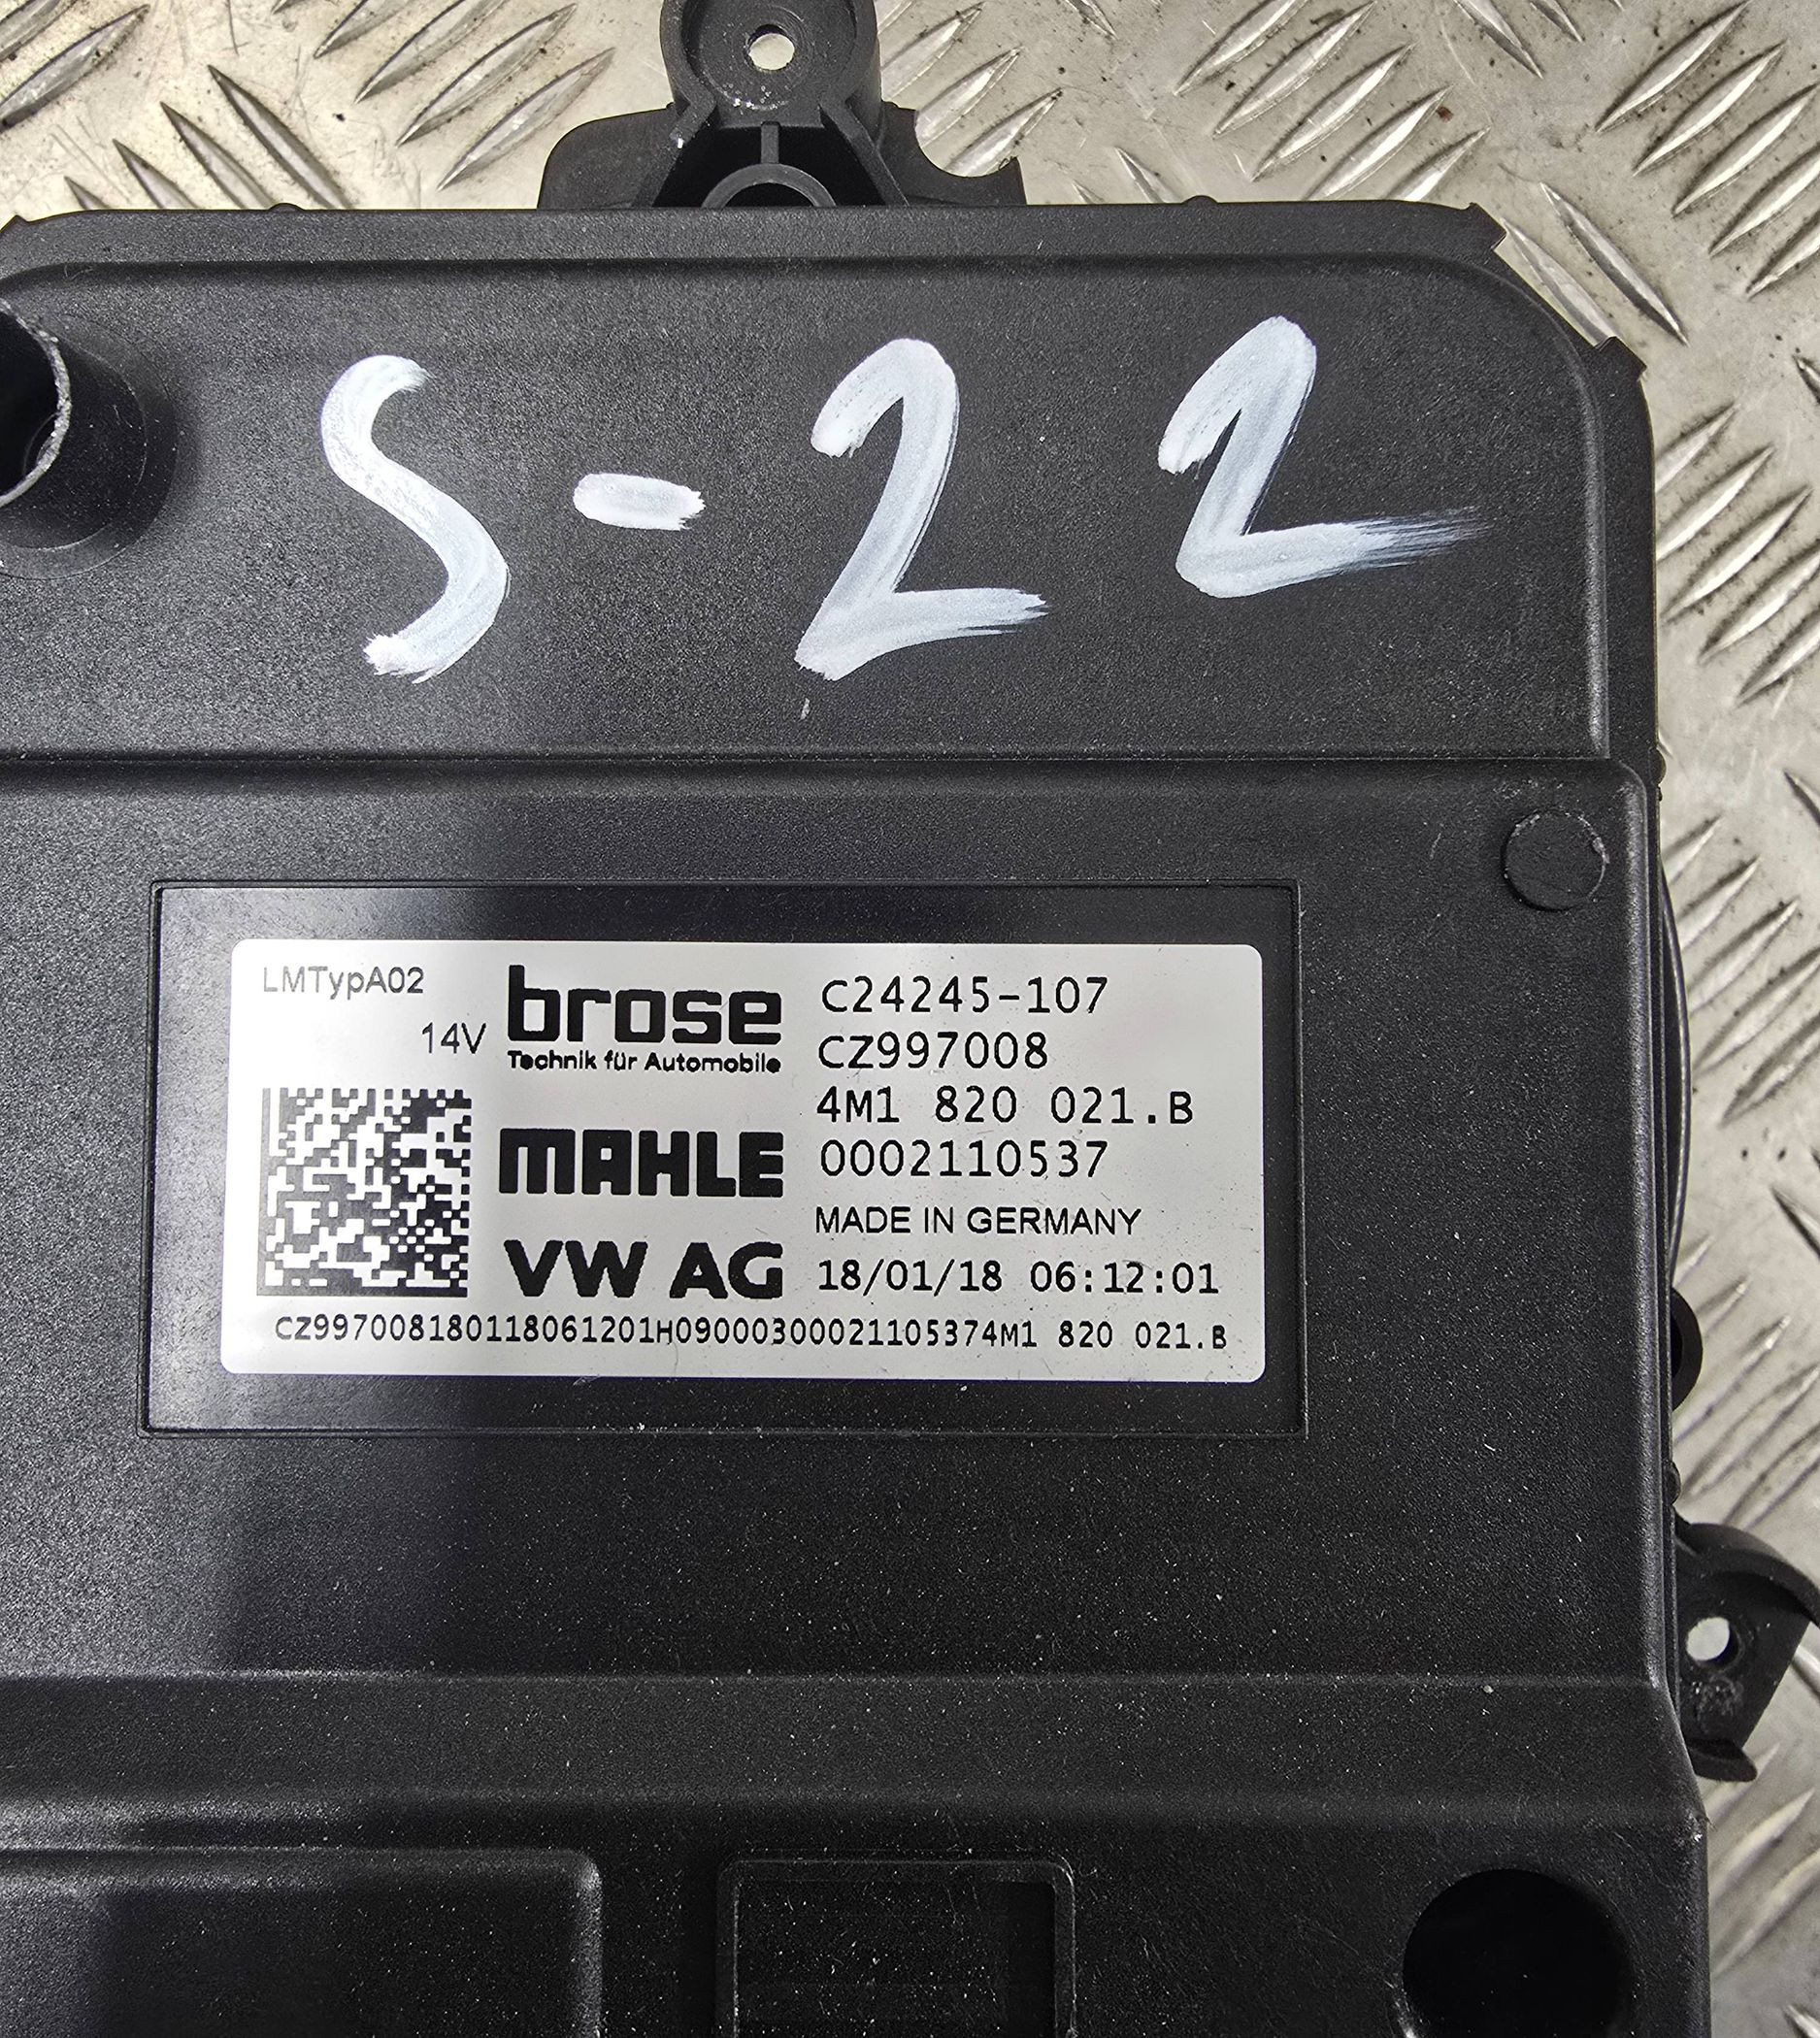 S-22
LMTypA02
14V
brose
Technik für Automobile
MAHLE
VW AG
C24245-107
CZ997008
4M1 820 021.B
0002110537
MADE IN GERMANY
18/01/18 06:12:01
CZ997008180118061201H09000300021105374M1 820 021.B